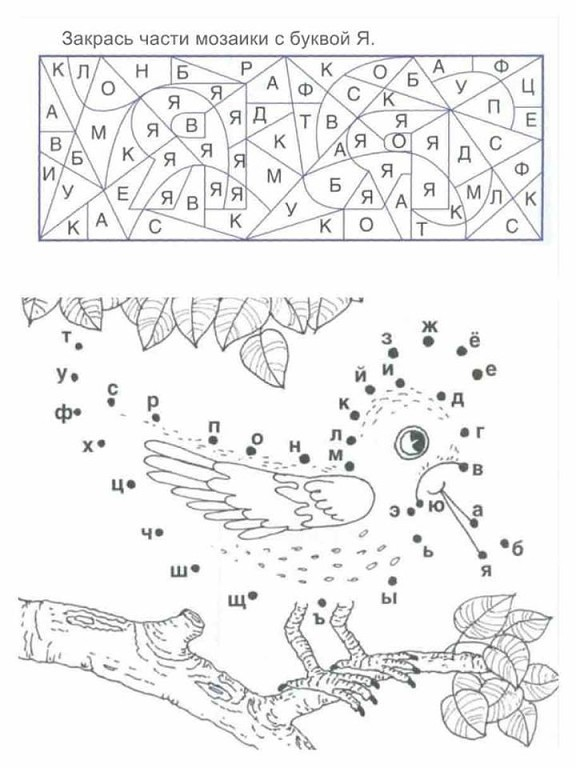 Закрась части мозаики с буквой Я.
К Л Н Б Р К О А Ф
О Я Я А Ф С К Б У П Ц
А М Я В Я Д Т В Я Е
В Б К Я Я Я К А Я О Я Д С
И У Е Я В Я Я М Б Я Я М Л Ф К
К А С К У К О А Т К С
ж
з ё
т и е
у с й д
ф р к
п о л г
х н м в
ц э ю а
ч ь б
ш я
щ ъ ы